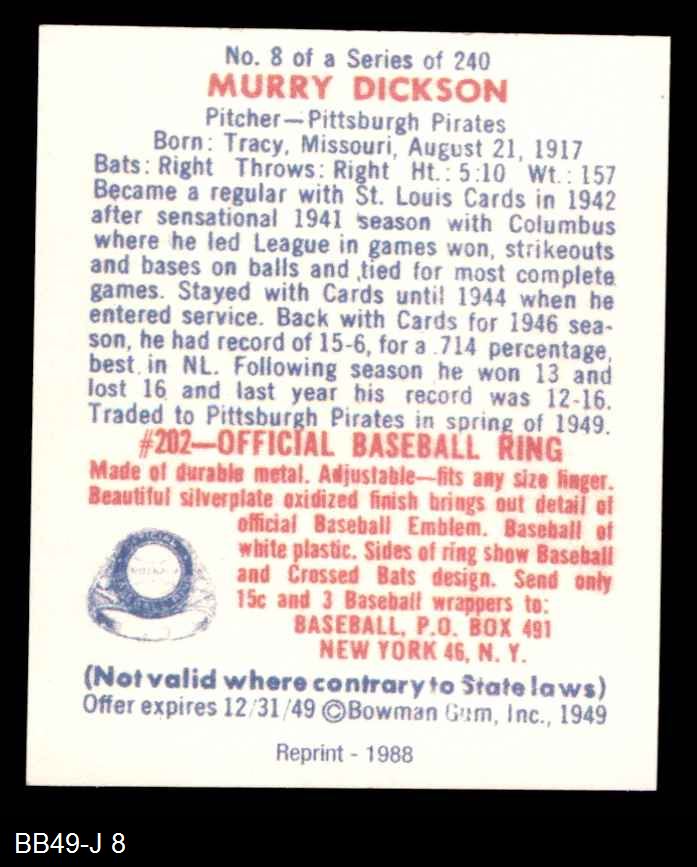 No. 8 of a Series of 240
MURRY DICKSON
Pitcher—Pittsburgh Pirates
Born: Tracy, Missouri, August 21, 1917
Bats: Right Throws: Right Ht.: 5:10 Wt.: 157
Became a regular with St. Louis Cards in 1942
after sensational 1941 season with Columbus
where he led League in games won, strikeouts
and bases on balls and tied for most complete
games. Stayed with Cards until 1944 when he
entered service. Back with Cards for 1946 sea-
son, he had record of 15-6, for a .714 percentage,
best in NL. Following season he won 13 and
lost 16 and last year his record was 12-16.
Traded to Pittsburgh Pirates in spring of 1949.
#202—OFFICIAL BASEBALL RING
Made of durable metal. Adjustable—fits any size finger.
Beautiful silverplate oxidized finish brings out detail of
official Baseball Emblem. Baseball of
white plastic. Sides of ring show Baseball
and Crossed Bats design. Send only
15c and 3 Baseball wrappers to:
BASEBALL, P.O. BOX 491
NEW YORK 46, N. Y.
(Not valid where contrary to State laws)
Offer expires 12/31/49 ©Bowman Gum, Inc., 1949
Reprint - 1988
BB49-J 8